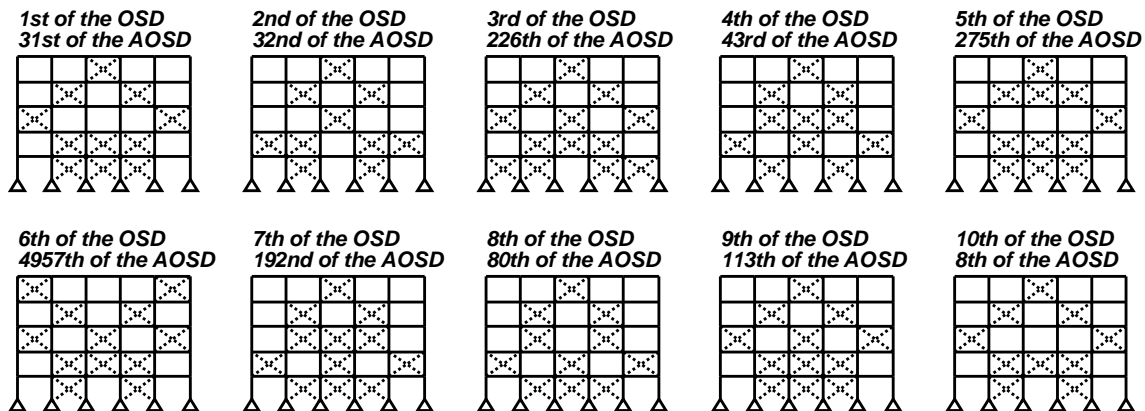 1st of the OSD
31st of the AOSD
2nd of the OSD
32nd of the AOSD
3rd of the OSD
226th of the AOSD
4th of the OSD
43rd of the AOSD
5th of the OSD
275th of the AOSD
6th of the OSD
4957th of the AOSD
7th of the OSD
192nd of the AOSD
8th of the OSD
80th of the AOSD
9th of the OSD
113th of the AOSD
10th of the OSD
8th of the AOSD